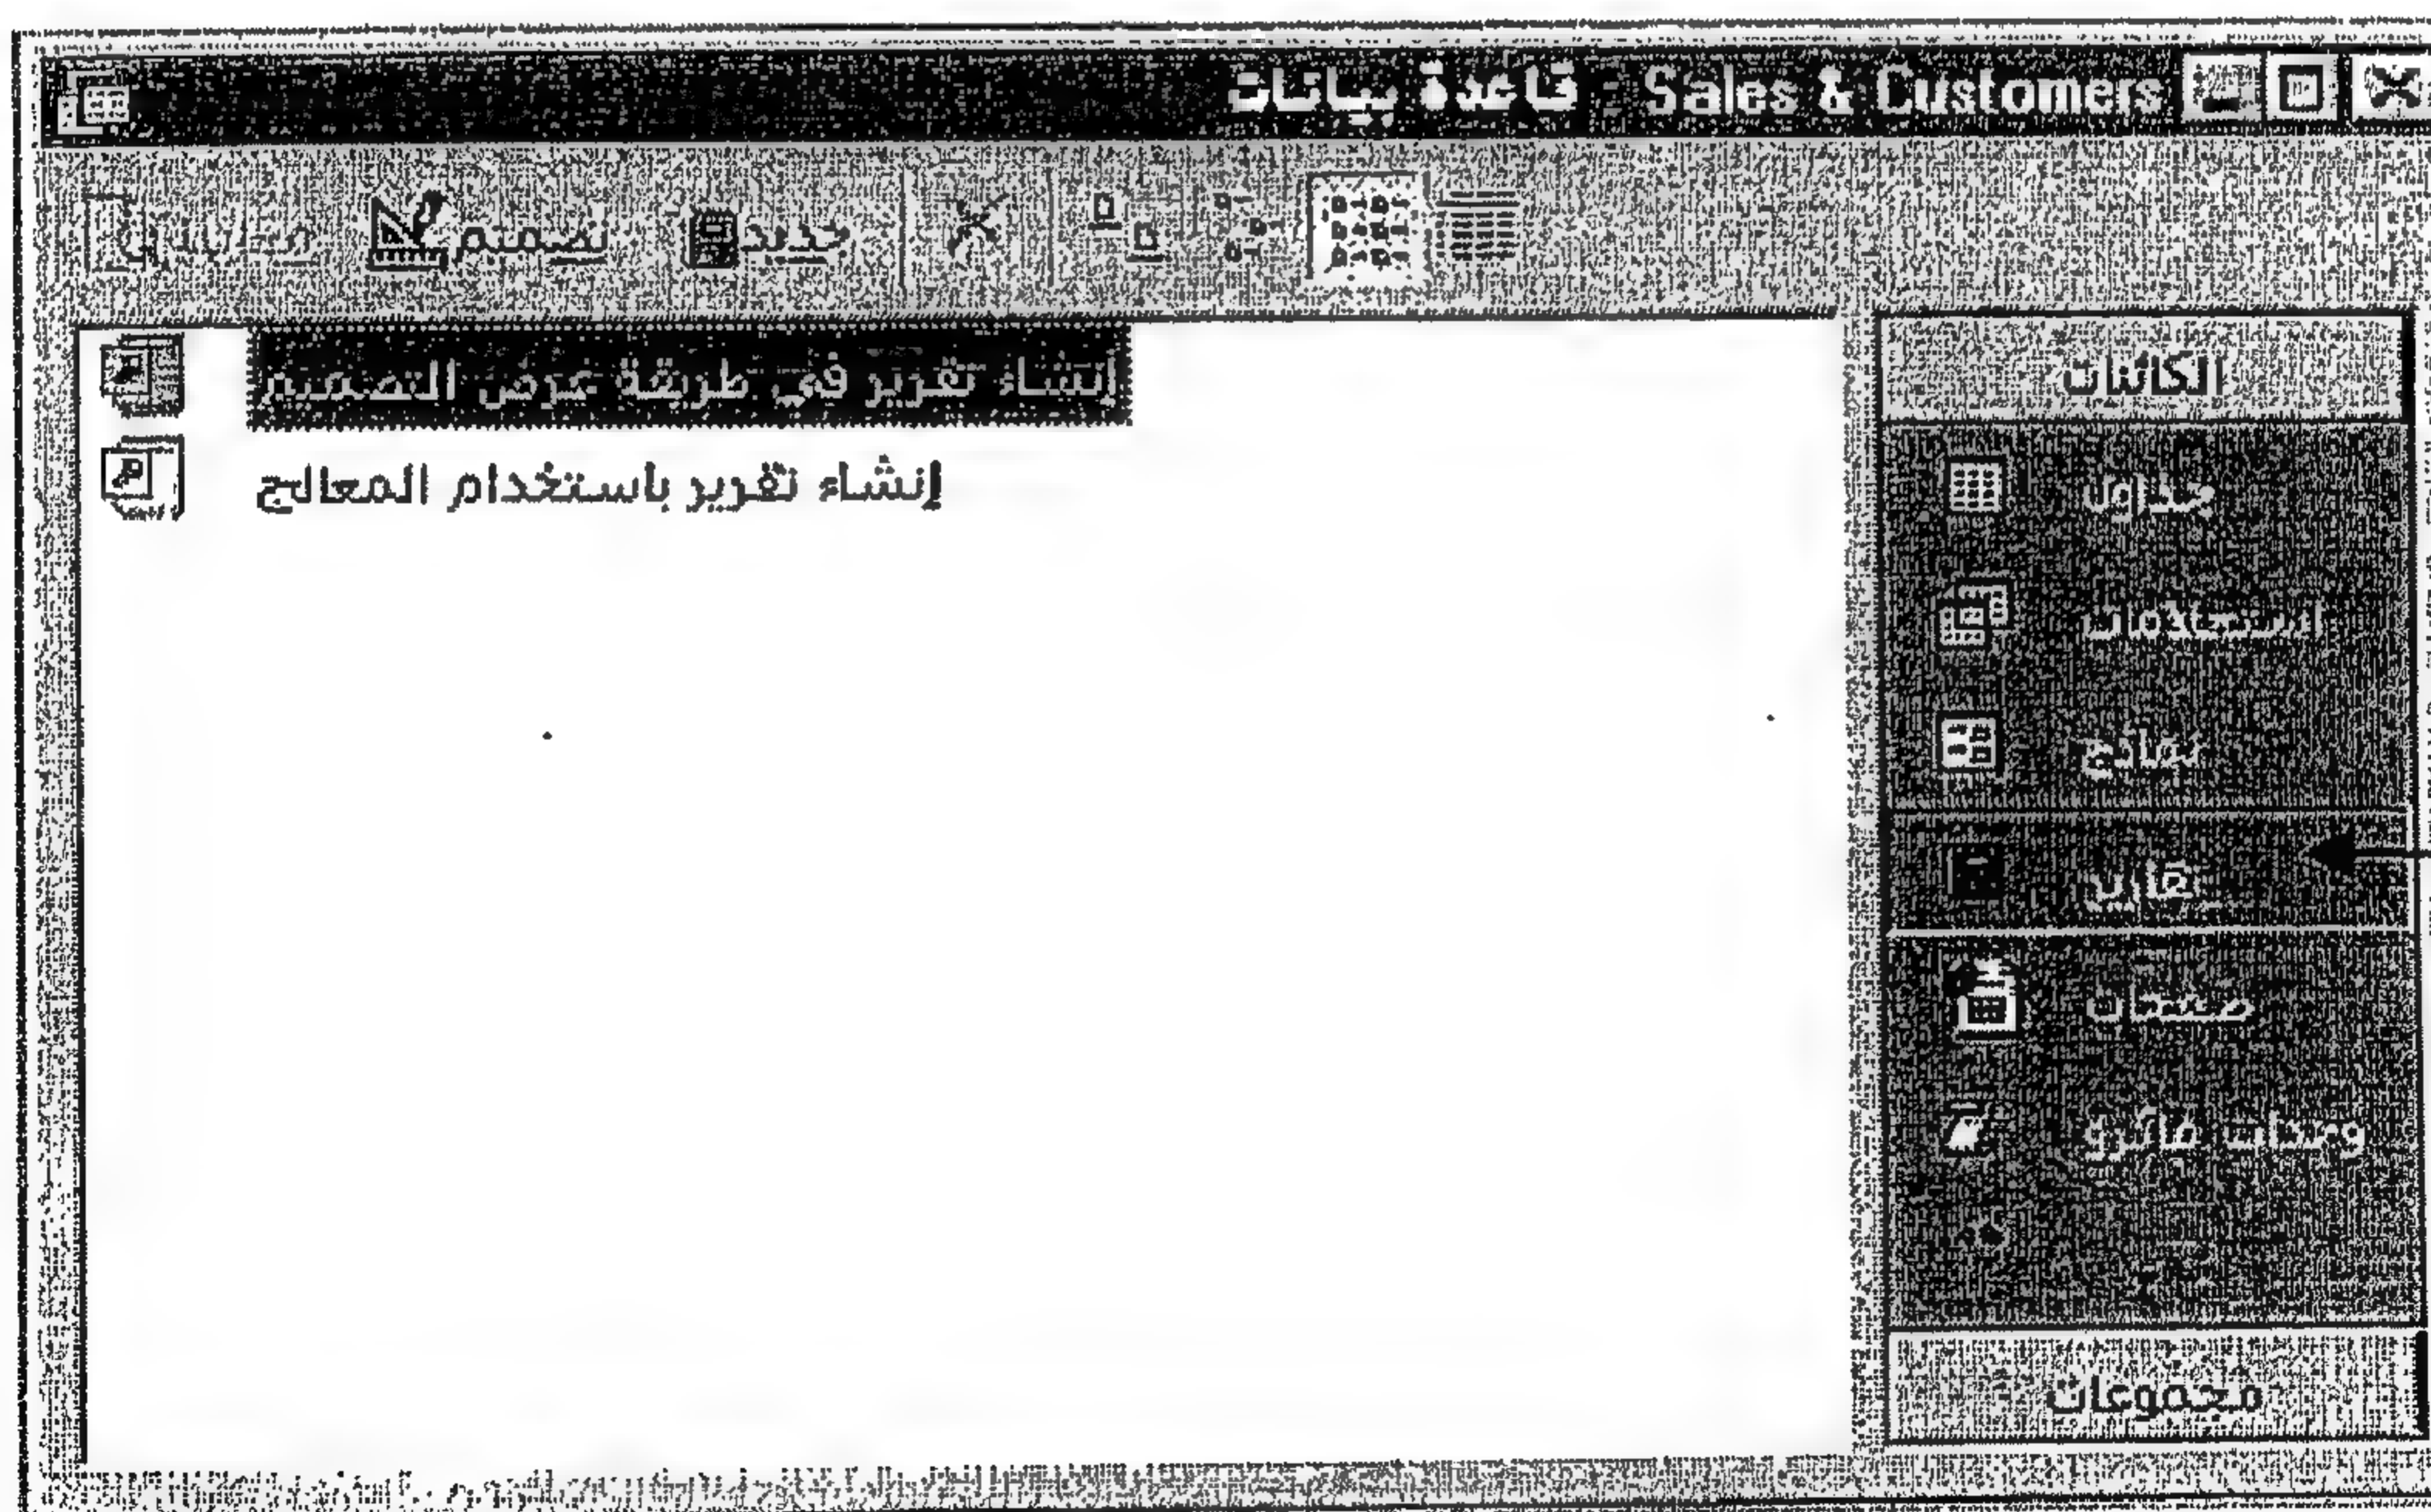 Sales & Customers : قاعدة بيانات
معاينة تصميم جديد
الكائنات
جداول
استعلامات
نماذج
تقارير
صفحات
وحدات ماكرو
مجموعات
إنشاء تقرير في طريقة عرض التصميم
إنشاء تقرير باستخدام المعالج